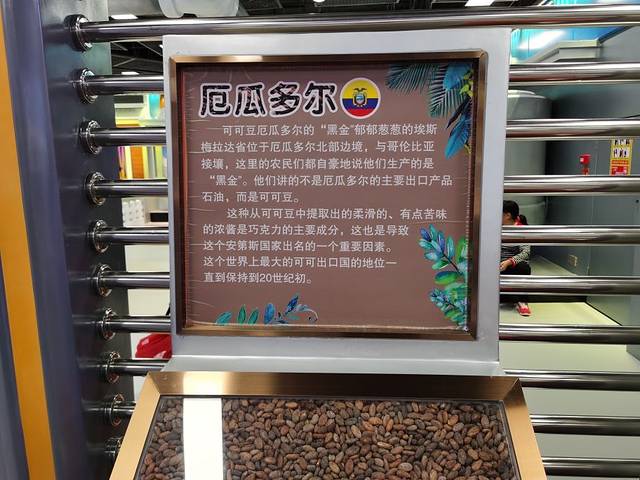 厄瓜多尔
可可豆厄瓜多尔的“黑金”郁郁葱葱的埃斯
梅拉达省位于厄瓜多尔北部边境，与哥伦比亚
接壤，这里的农民们都自豪地说他们生产的是
“黑金”。他们讲的不是厄瓜多尔的主要出口产品
石油，而是可可豆。
这种从可可豆中提取出的柔滑的、有点苦味
的浓酱是巧克力的主要成分，这也是导致
这个安第斯国家出名的一个重要因素。
这个世界上最大的可可出口国的地位一
直到保持到20世纪初。